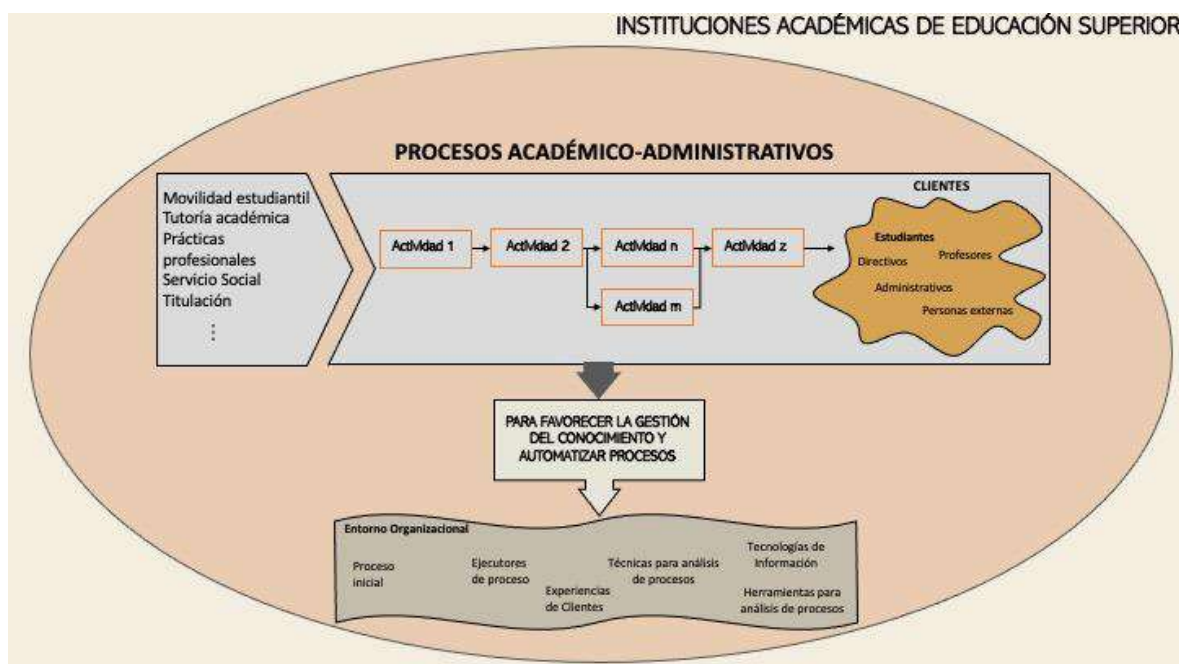 INSTITUCIONES ACADÉMICAS DE EDUCACIÓN SUPERIOR
PROCESOS ACADÉMICO-ADMINISTRATIVOS
Movilidad estudiantil
Tutoría académica
Prácticas
profesionales
Servicio Social
Titulación
⋮
Actividad 1
Actividad 2
Actividad n
Actividad z
Actividad m
CLIENTES
Estudiantes
Directivos
Profesores
Administrativos
Personas externas
PARA FAVORECER LA GESTIÓN
DEL CONOCIMIENTO Y
AUTOMATIZAR PROCESOS
Entorno Organizacional
Proceso
inicial
Ejecutores
de proceso
Experiencias
de Clientes
Técnicas para análisis
de procesos
Tecnologías de
Información
Herramientas para
análisis de procesos